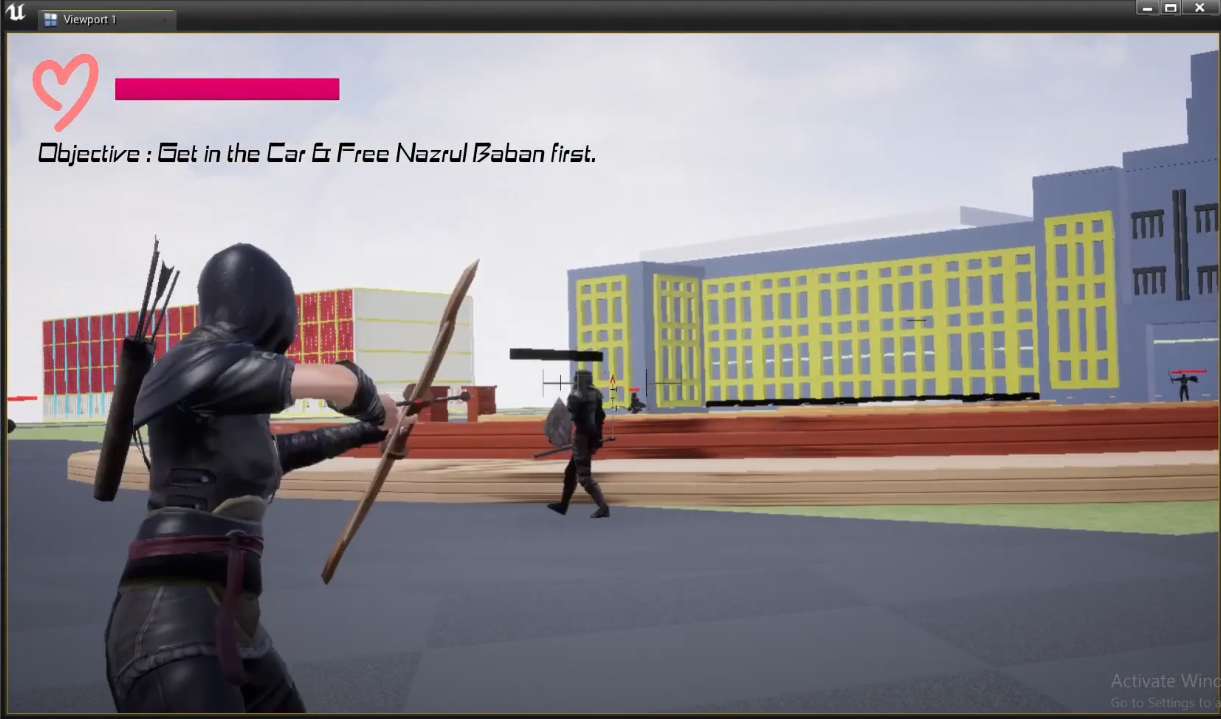 Viewport 1
Objective : Get in the Car & Free Nazrul Baban first.
Activate Wind
Go to Settings to a